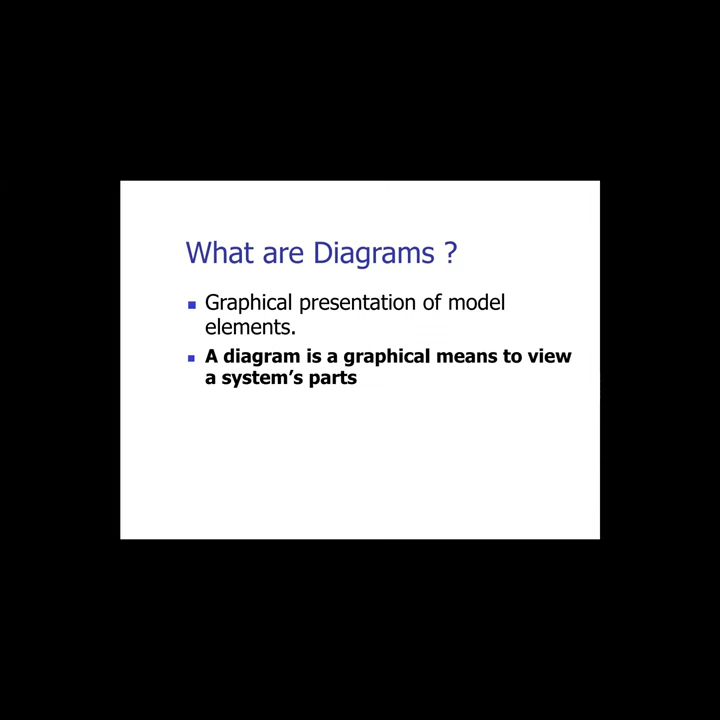 What are Diagrams ?
Graphical presentation of model
elements.
A diagram is a graphical means to view
a system’s parts